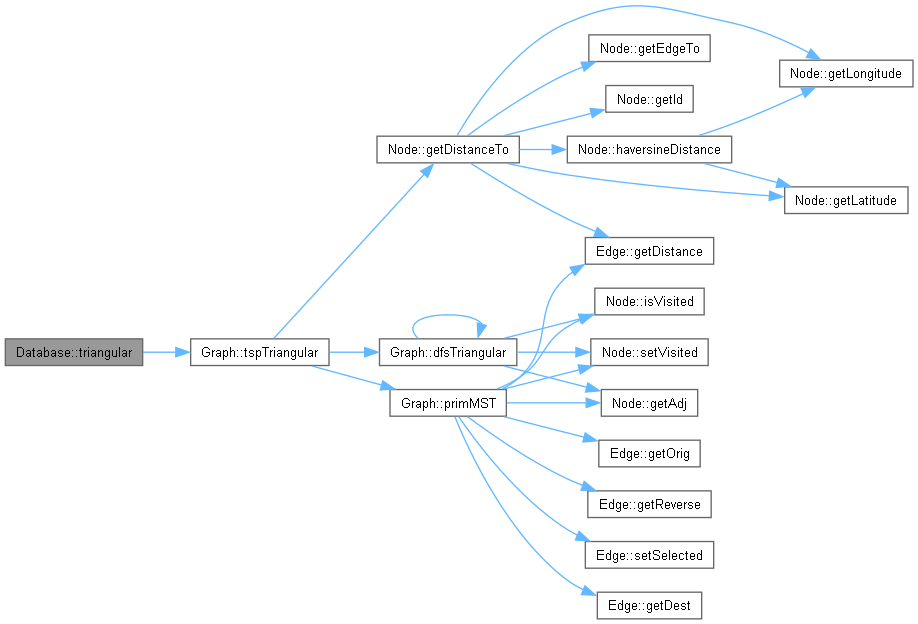 Node::getEdgeTo
Node::getLongitude
Node::getId
Node::getDistanceTo
Node::haversineDistance
Node::getLatitude
Edge::getDistance
Node::isVisited
Database::triangular
Graph::tspTriangular
Graph::dfsTriangular
Node::setVisited
Graph::primMST
Node::getAdj
Edge::getOrig
Edge::getReverse
Edge::setSelected
Edge::getDest